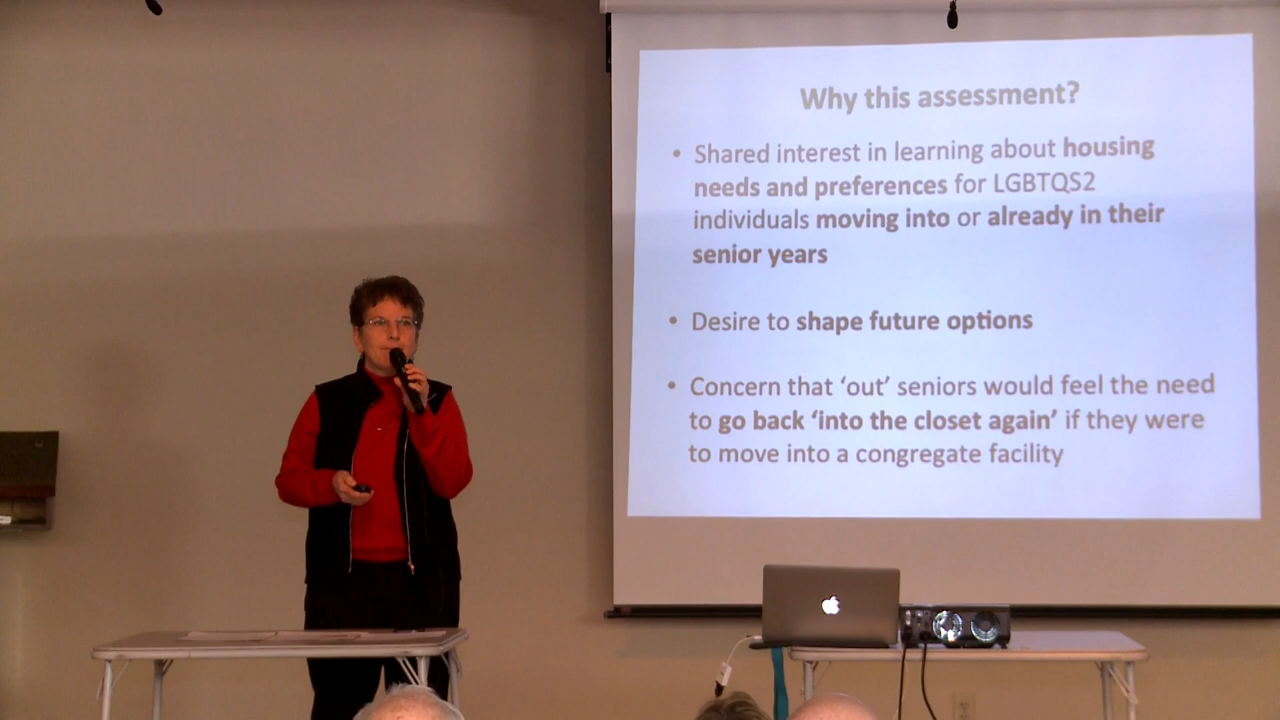 Why this assessment?
• Shared interest in learning about housing
needs and preferences for LGBTQS2
individuals moving into or already in their
senior years
• Desire to shape future options
• Concern that ‘out’ seniors would feel the need
to go back ‘into the closet again’ if they were
to move into a congregate facility